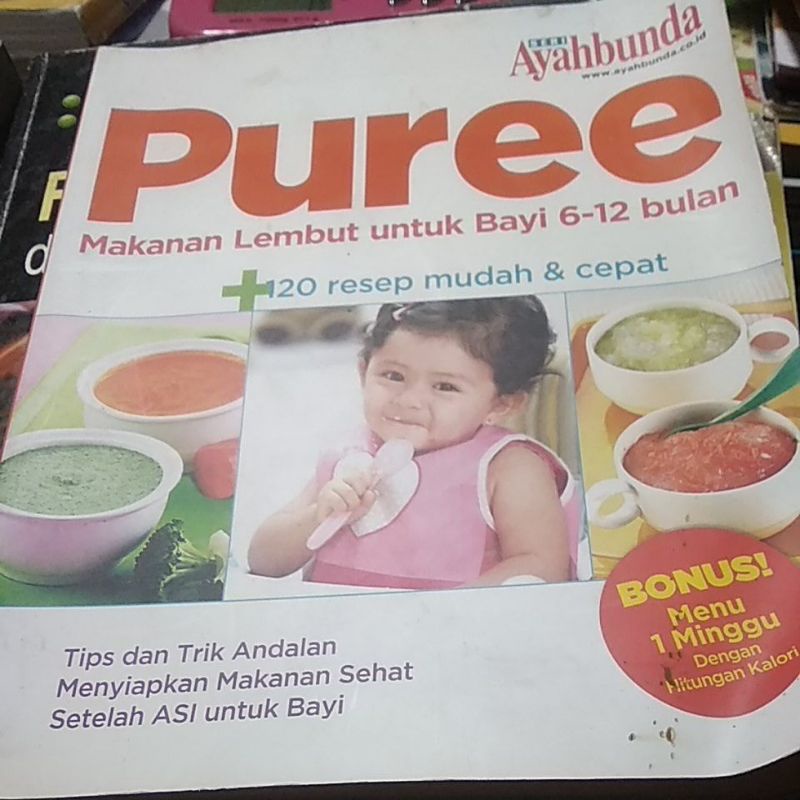 SERI
Ayahbunda
www.ayahbunda.co.id
Puree
Makanan Lembut untuk Bayi 6-12 bulan
+120 resep mudah & cepat
BONUS!
Menu
1 Minggu
Dengan
Hitungan Kalori
Tips dan Trik Andalan
Menyiapkan Makanan Sehat
Setelah ASI untuk Bayi